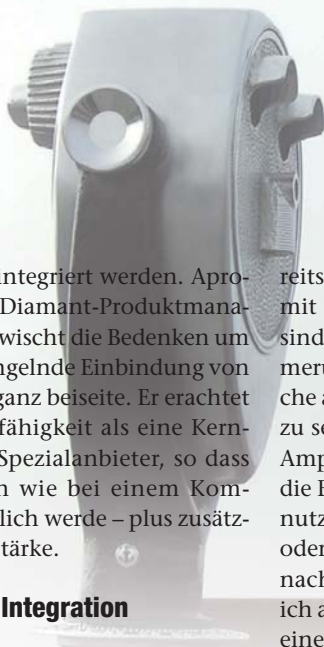 integriert werden. Apro-
Diamant-Produktmana-
wischt die Bedenken um
ngelnde Einbindung von
ganz beiseite. Er erachtet
fähigkeit als eine Kern-
Spezialanbieter, so dass
n wie bei einem Kom-
lich werde – plus zusätz-
tärke.
Integration
reits
mit
sind
meru
che a
zu se
Amp
die E
nutz
oder
nach
ich a
eine